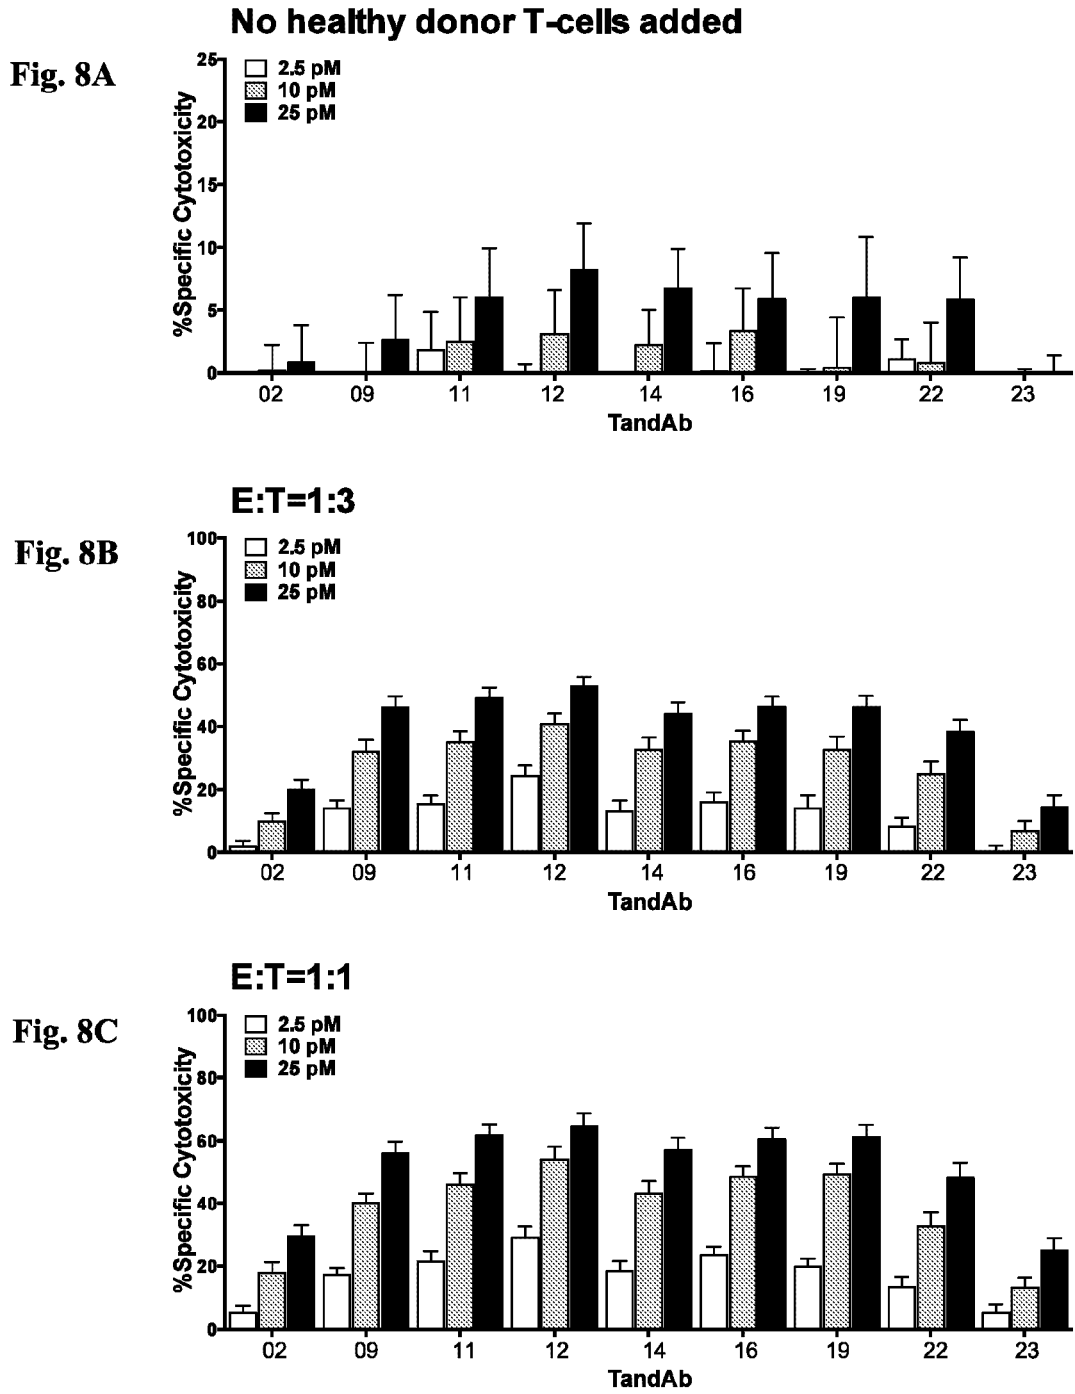 No healthy donor T-cells added
Fig. 8A
2.5 pM
10 pM
25 pM
%Specific Cytotoxicity
25
20
15
10
5
0
02 09 11 12 14 16 19 22 23
TandAb
E:T=1:3
Fig. 8B
2.5 pM
10 pM
25 pM
%Specific Cytotoxicity
100
80
60
40
20
0
02 09 11 12 14 16 19 22 23
TandAb
E:T=1:1
Fig. 8C
2.5 pM
10 pM
25 pM
%Specific Cytotoxicity
100
80
60
40
20
0
02 09 11 12 14 16 19 22 23
TandAb